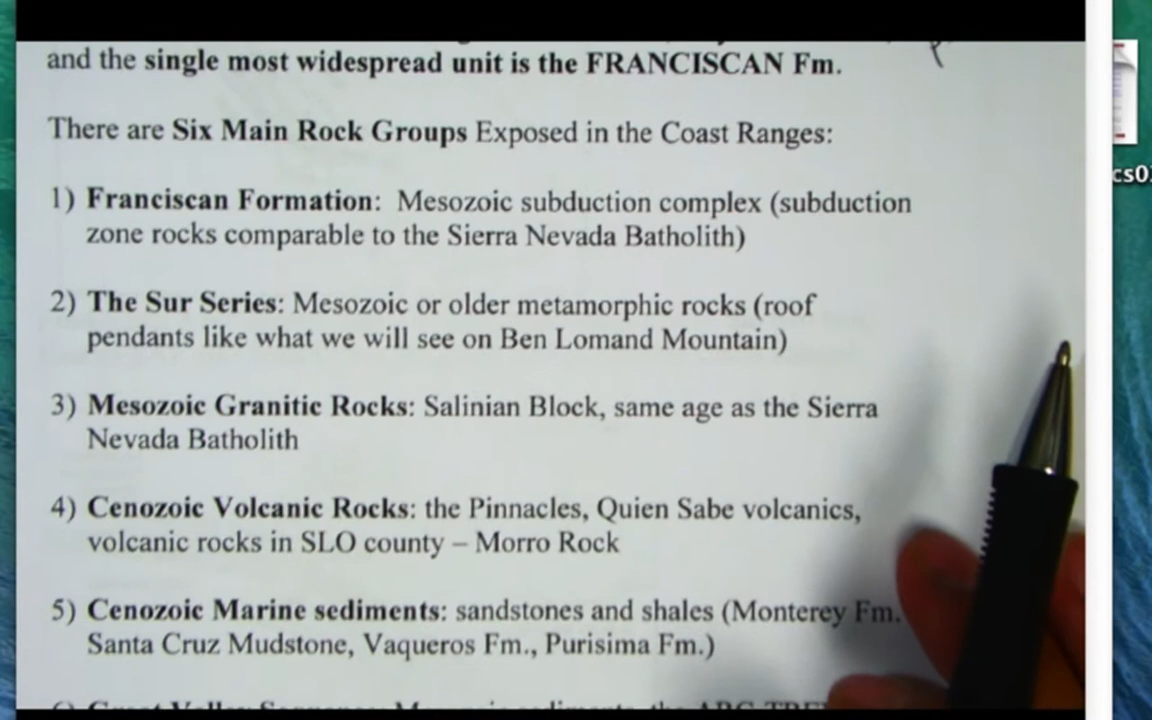 and the single most widespread unit is the FRANCISCAN Fm.
There are Six Main Rock Groups Exposed in the Coast Ranges:
1) Franciscan Formation: Mesozoic subduction complex (subduction
zone rocks comparable to the Sierra Nevada Batholith)
2) The Sur Series: Mesozoic or older metamorphic rocks (roof
pendants like what we will see on Ben Lomand Mountain)
3) Mesozoic Granitic Rocks: Salinian Block, same age as the Sierra
Nevada Batholith
4) Cenozoic Volcanic Rocks: the Pinnacles, Quien Sabe volcanics,
volcanic rocks in SLO county – Morro Rock
5) Cenozoic Marine sediments: sandstones and shales (Monterey Fm.
Santa Cruz Mudstone, Vaqueros Fm., Purisima Fm.)